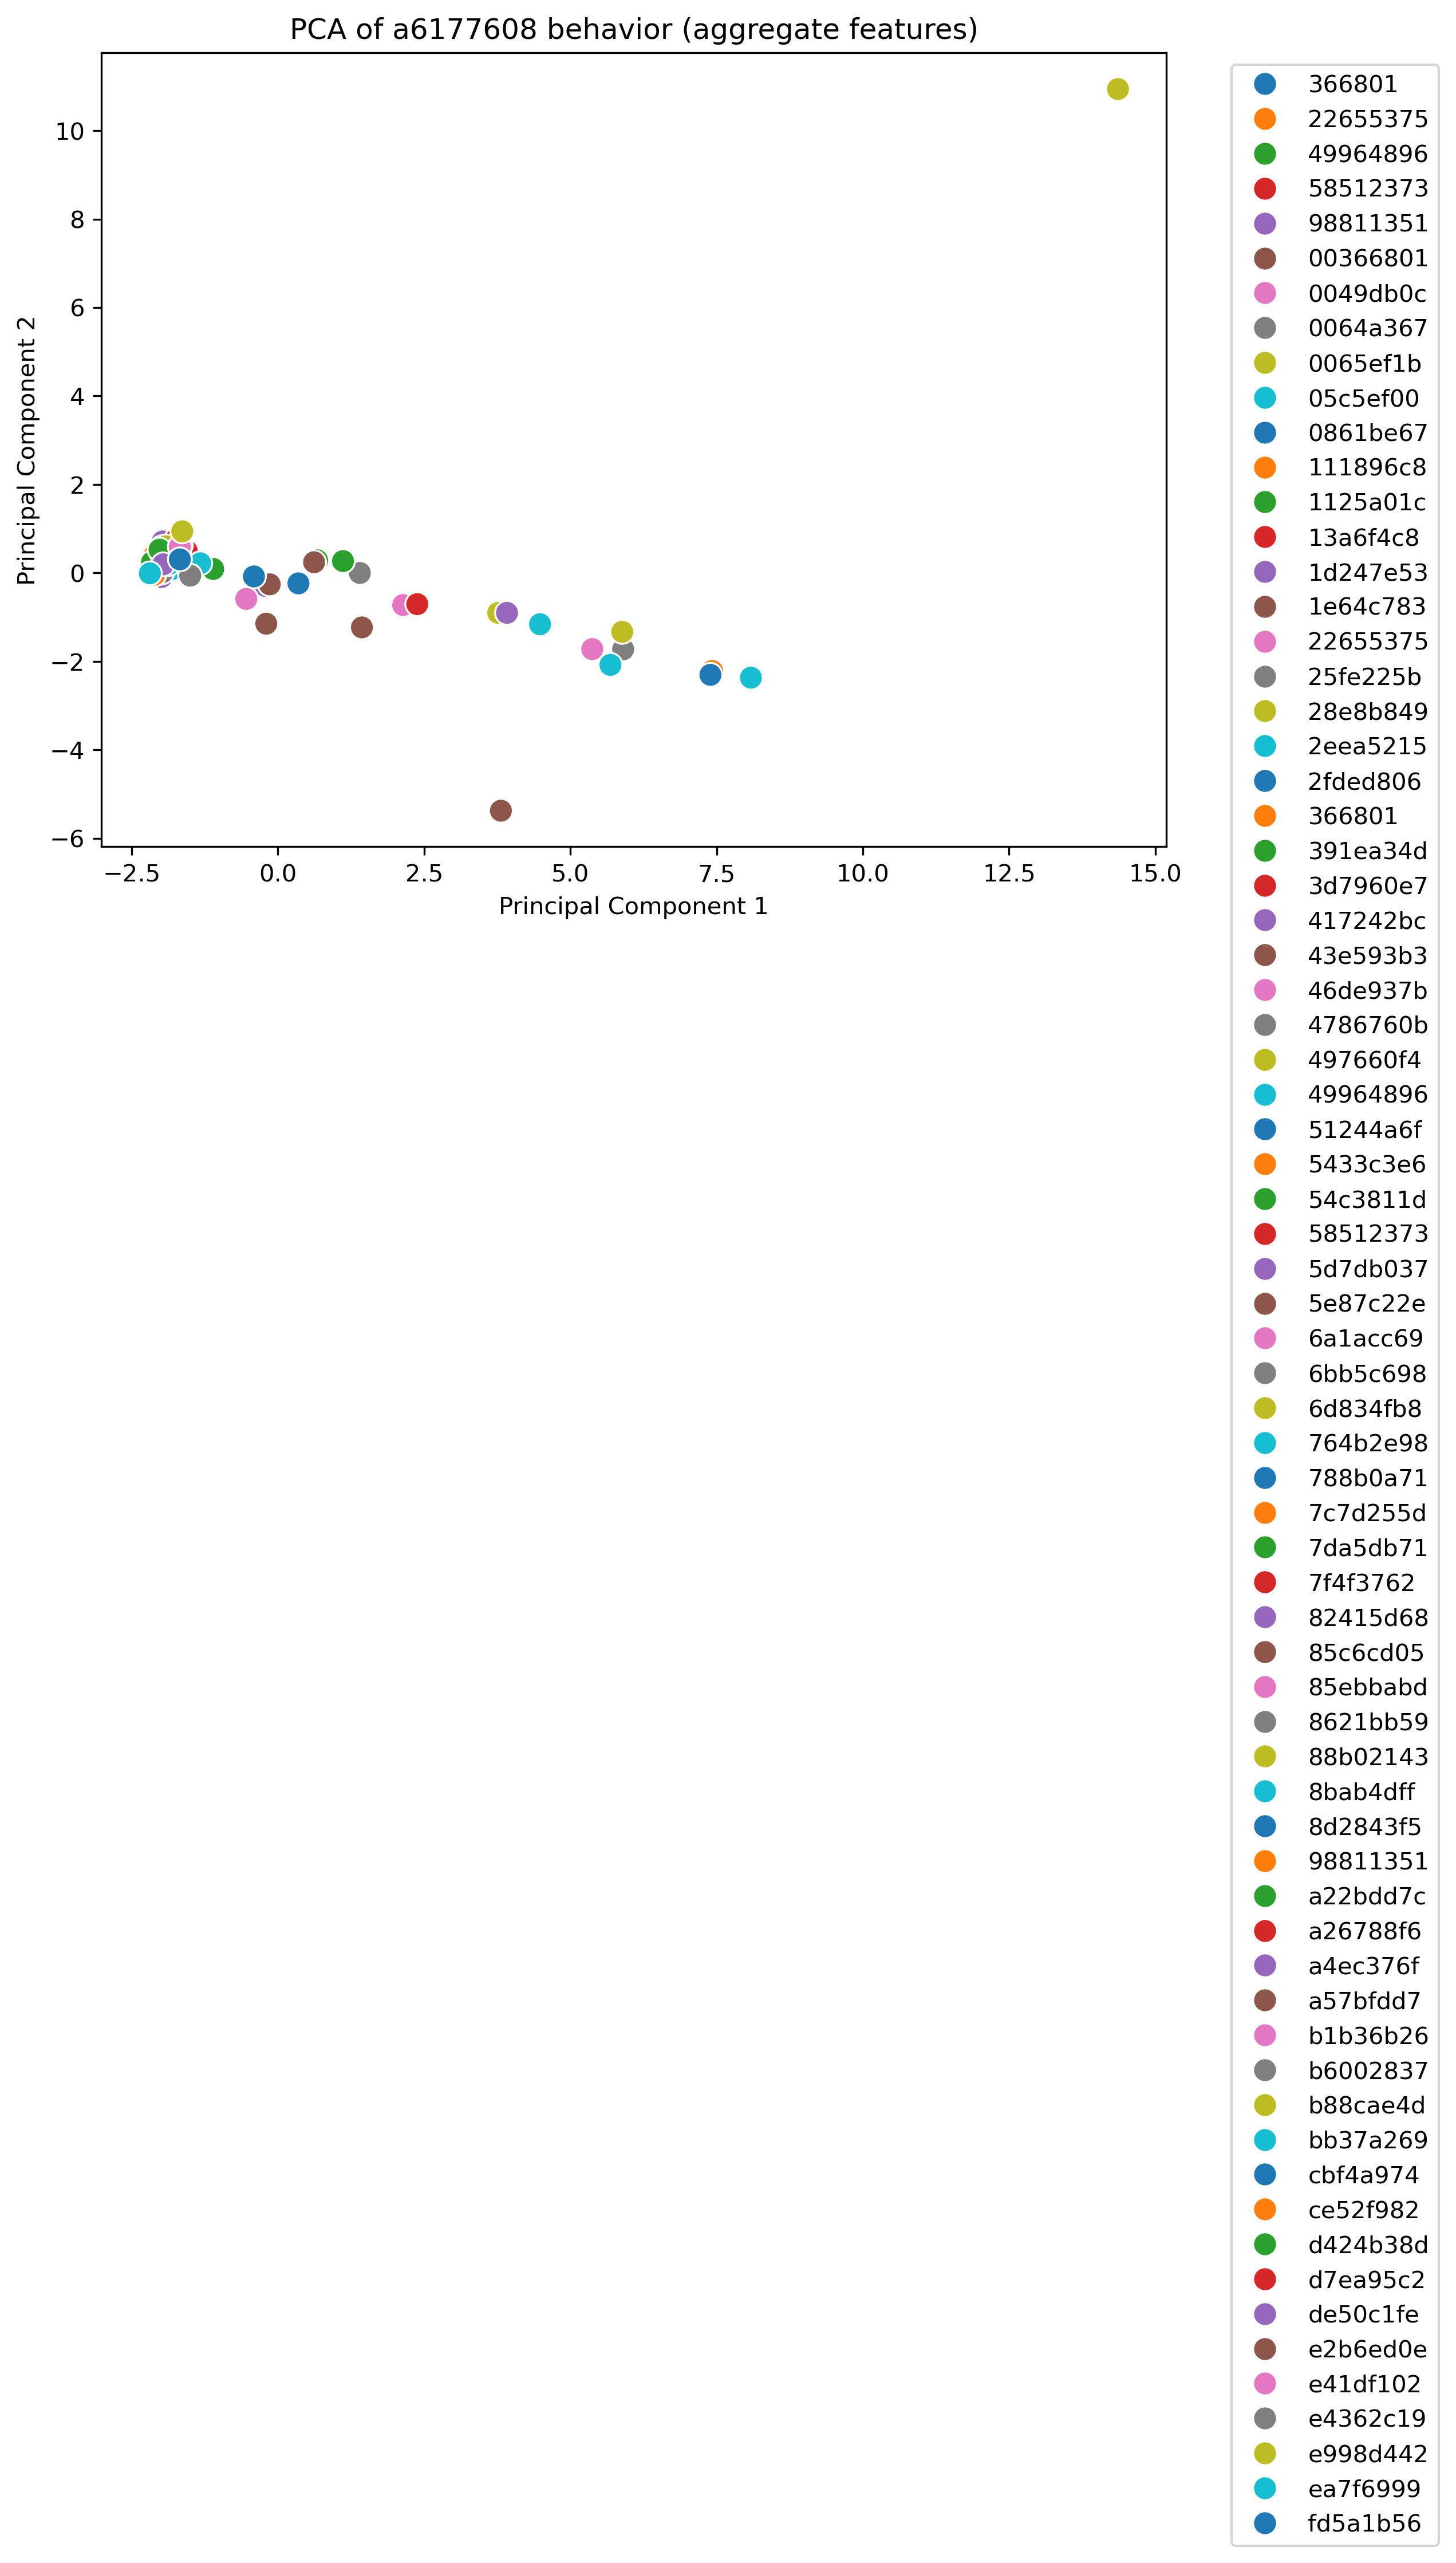 PCA of a6177608 behavior (aggregate features)
10
8
6
4
2
0
−2
−4
−6
Principal Component 2
−2.5 0.0 2.5 5.0 7.5 10.0 12.5 15.0
Principal Component 1
366801
22655375
49964896
58512373
98811351
00366801
0049db0c
0064a367
0065ef1b
05c5ef00
0861be67
111896c8
1125a01c
13a6f4c8
1d247e53
1e64c783
22655375
25fe225b
28e8b849
2eea5215
2fded806
366801
391ea34d
3d7960e7
417242bc
43e593b3
46de937b
4786760b
497660f4
49964896
51244a6f
5433c3e6
54c3811d
58512373
5d7db037
5e87c22e
6a1acc69
6bb5c698
6d834fb8
764b2e98
788b0a71
7c7d255d
7da5db71
7f4f3762
82415d68
85c6cd05
85ebbabd
8621bb59
88b02143
8bab4dff
8d2843f5
98811351
a22bdd7c
a26788f6
a4ec376f
a57bfdd7
b1b36b26
b6002837
b88cae4d
bb37a269
cbf4a974
ce52f982
d424b38d
d7ea95c2
de50c1fe
e2b6ed0e
e41df102
e4362c19
e998d442
ea7f6999
fd5a1b56